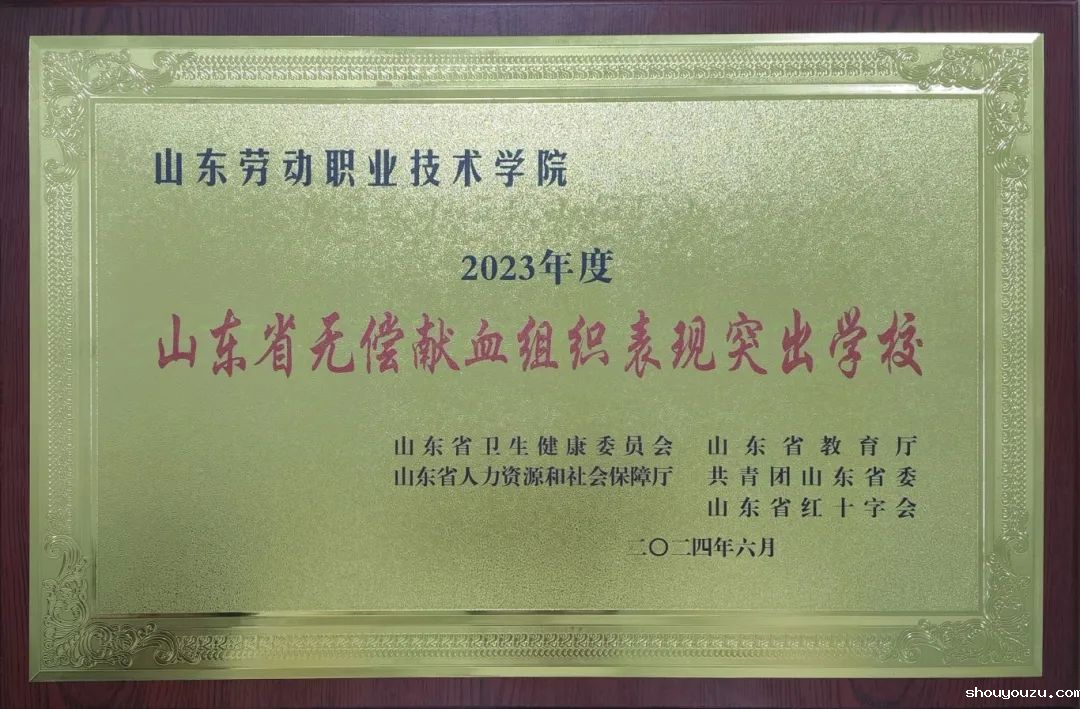 山东劳动职业技术学院
2023年度
山东省无偿献血组织表现突出学校
山东省卫生健康委员会 山东省教育厅
山东省人力资源和社会保障厅 共青团山东省委
山东省红十字会
二〇二四年六月
shouyouzu.com